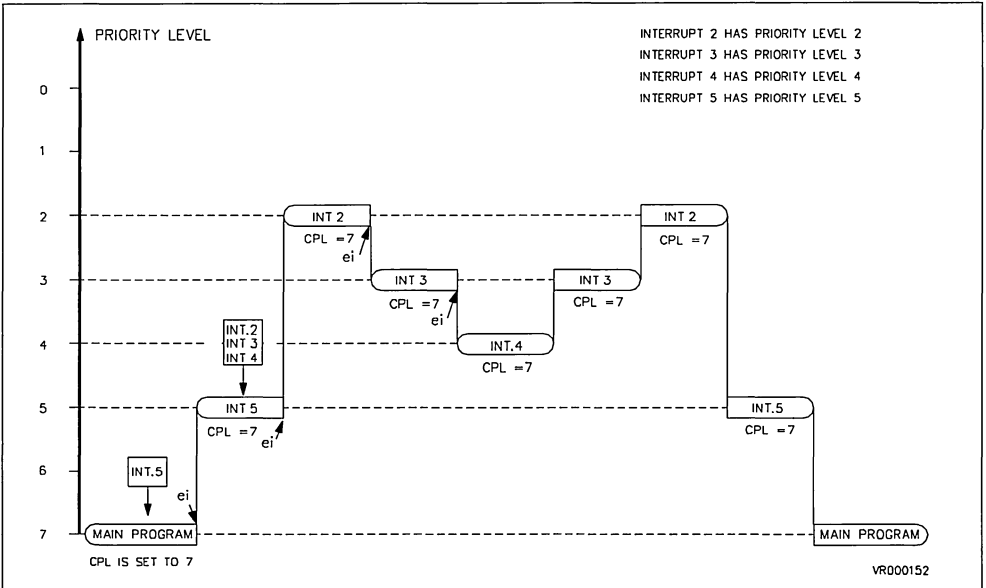 PRIORITY LEVEL
INTERRUPT 2 HAS PRIORITY LEVEL 2
INTERRUPT 3 HAS PRIORITY LEVEL 3
INTERRUPT 4 HAS PRIORITY LEVEL 4
INTERRUPT 5 HAS PRIORITY LEVEL 5
0
1
2
INT 2
CPL =7
ei
INT 2
CPL =7
3
INT 3
CPL =7
ei
INT 3
CPL =7
INT.2
INT 3
INT 4
4
INT.4
CPL =7
5
INT 5
CPL =7
ei
INT.5
CPL =7
6
INT.5
ei
7
MAIN PROGRAM
MAIN PROGRAM
CPL IS SET TO 7
VR000152